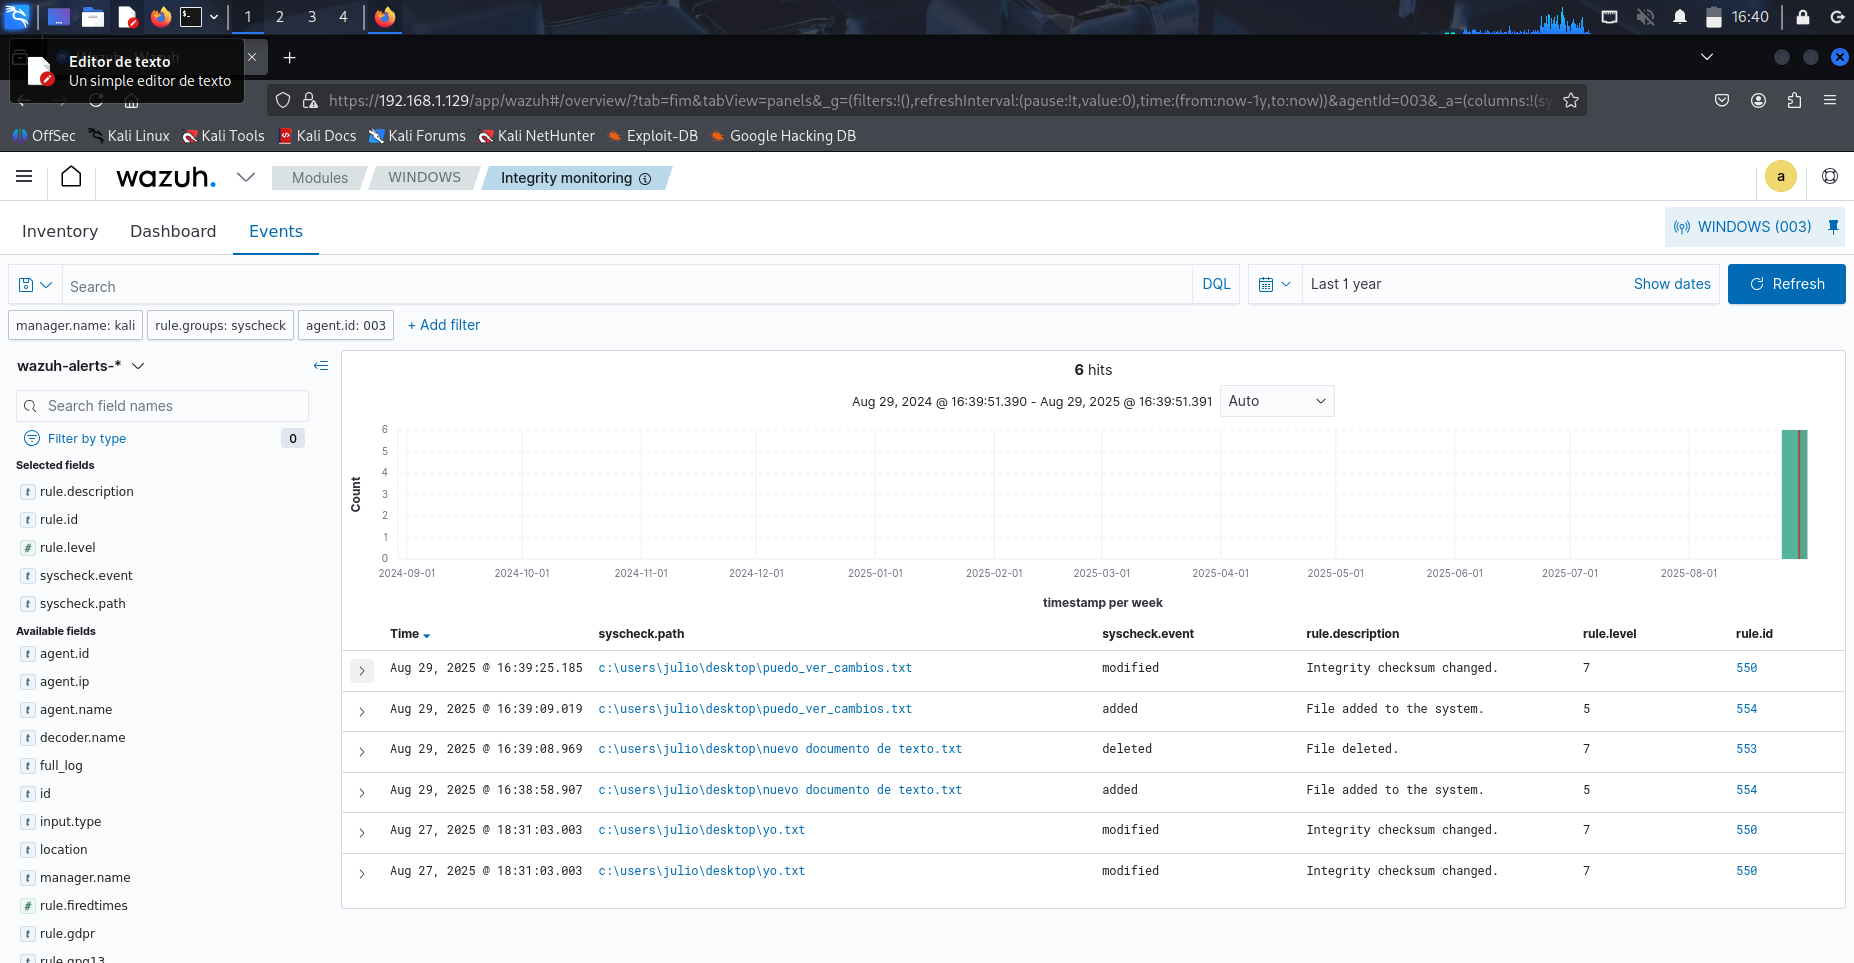 1 2 3 4 16:40
Editor de texto
Un simple editor de texto
https://192.168.1.129/app/wazuh#/overview/?tab=fim&tabView=panels&_g=(filters:!(),refreshInterval:(pause:!t,value:0),time:(from:now-1y,to:now))&agentId=003&_a=(columns:!(sy
OffSec Kali Linux Kali Tools Kali Docs Kali Forums Kali NetHunter Exploit-DB Google Hacking DB
wazuh. Modules WINDOWS Integrity monitoring a
Inventory Dashboard Events WINDOWS (003)
Search DQL Last 1 year Show dates Refresh
manager.name: kali rule.groups: syscheck agent.id: 003 + Add filter
wazuh-alerts-*
Search field names
Filter by type 0
Selected fields
t rule.description
t rule.id
# rule.level
t syscheck.event
t syscheck.path
Available fields
t agent.id
t agent.ip
t agent.name
t decoder.name
t full_log
t id
t input.type
t location
t manager.name
# rule.firedtimes
t rule.gdpr
t rule.gpg13
6 hits
Aug 29, 2024 @ 16:39:51.390 - Aug 29, 2025 @ 16:39:51.391 Auto
Count
6
5
4
3
2
1
0
2024-09-01 2024-10-01 2024-11-01 2024-12-01 2025-01-01 2025-02-01 2025-03-01 2025-04-01 2025-05-01 2025-06-01 2025-07-01 2025-08-01
timestamp per week
Time syscheck.path syscheck.event rule.description rule.level rule.id
Aug 29, 2025 @ 16:39:25.185 c:\users\julio\desktop\puedo_ver_cambios.txt modified Integrity checksum changed. 7 550
Aug 29, 2025 @ 16:39:09.019 c:\users\julio\desktop\puedo_ver_cambios.txt added File added to the system. 5 554
Aug 29, 2025 @ 16:39:08.969 c:\users\julio\desktop\nuevo documento de texto.txt deleted File deleted. 7 553
Aug 29, 2025 @ 16:38:58.907 c:\users\julio\desktop\nuevo documento de texto.txt added File added to the system. 5 554
Aug 27, 2025 @ 18:31:03.003 c:\users\julio\desktop\yo.txt modified Integrity checksum changed. 7 550
Aug 27, 2025 @ 18:31:03.003 c:\users\julio\desktop\yo.txt modified Integrity checksum changed. 7 550